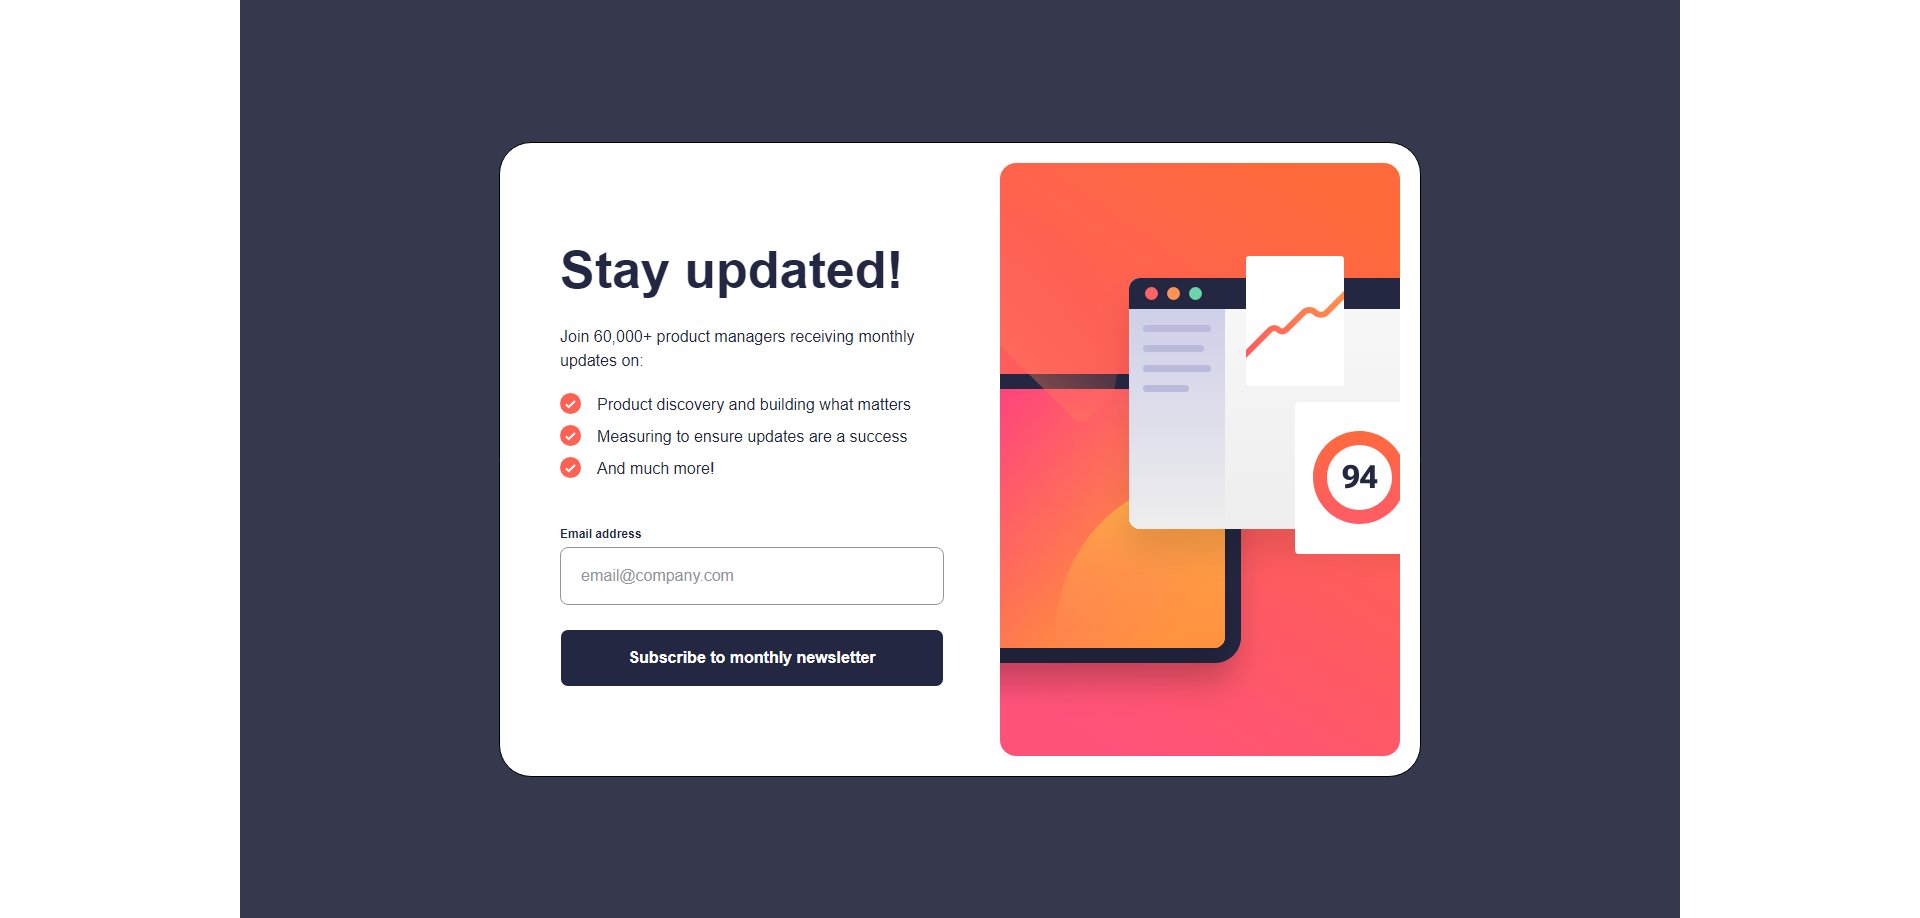 Stay updated!
Join 60,000+ product managers receiving monthly
updates on:
Product discovery and building what matters
Measuring to ensure updates are a success
And much more!
Email address
email@company.com
Subscribe to monthly newsletter
94